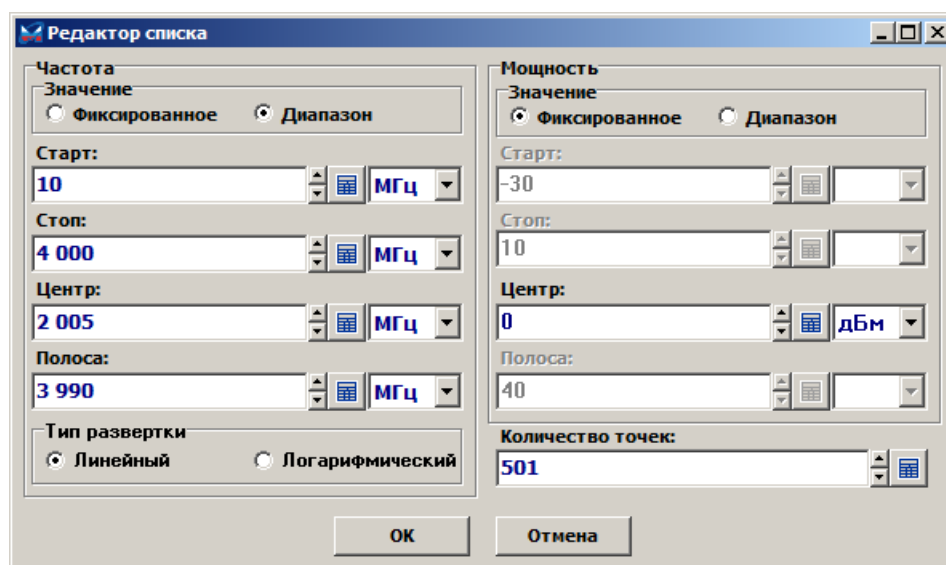 Редактор списка
Частота
Значение
Фиксированное Диапазон
Старт:
10 МГц
Стоп:
4 000 МГц
Центр:
2 005 МГц
Полоса:
3 990 МГц
Тип развертки
Линейный Логарифмический
Мощность
Значение
Фиксированное Диапазон
Старт:
-30
Стоп:
10
Центр:
0 дБм
Полоса:
40
Количество точек:
501
ОК Отмена